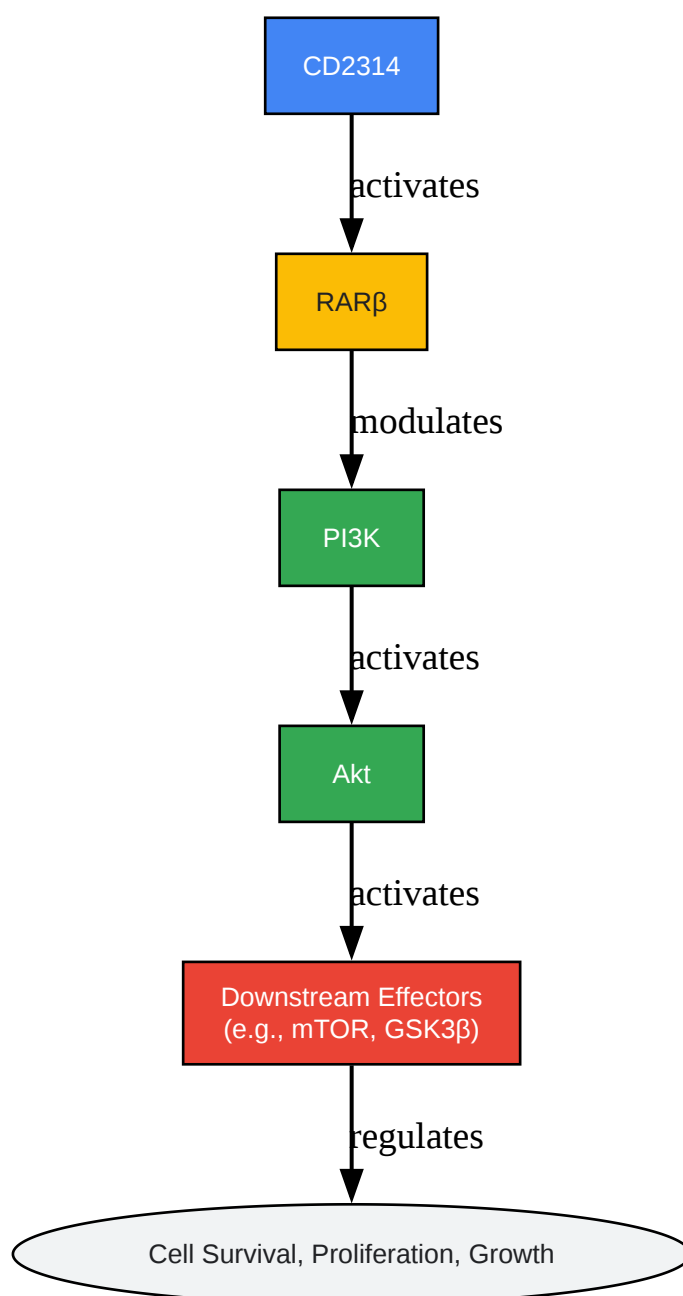 CD2314
activates
RARβ
modulates
PI3K
activates
Akt
activates
Downstream Effectors
(e.g., mTOR, GSK3β)
regulates
Cell Survival, Proliferation, Growth